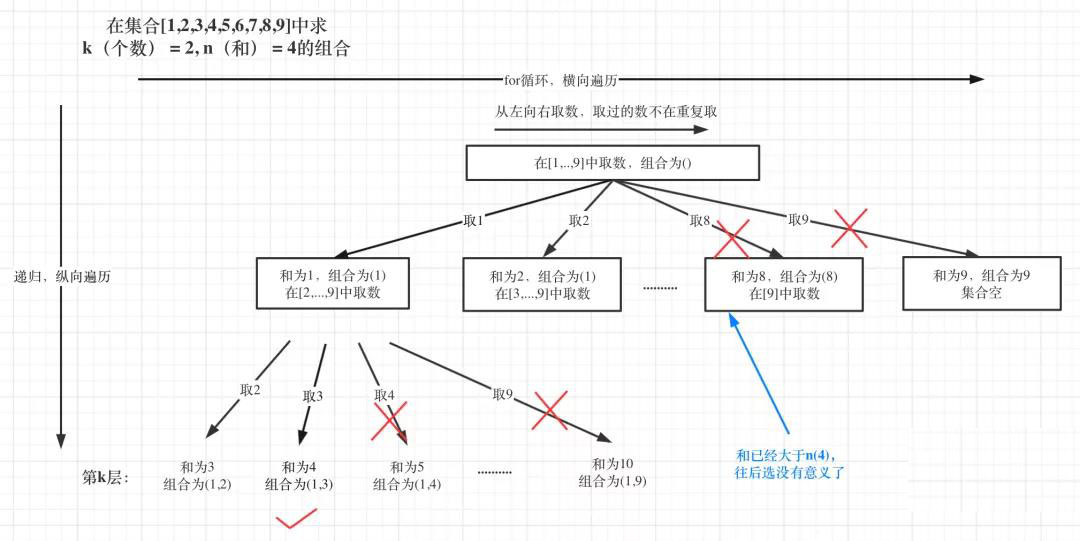 在集合[1,2,3,4,5,6,7,8,9]中求
k（个数）= 2, n（和）= 4的组合
for循环，横向遍历
从左向右取数，取过的数不在重复取
在[1,..,9]中取数，组合为()
取1
取2
取8
取9
递归，纵向遍历
和为1，组合为(1)
在[2,...,9]中取数
和为2，组合为(1)
在[3,...,9]中取数
..........
和为8，组合为(8)
在[9]中取数
和为9，组合为9
集合空
取2
取3
取4
取9
和已经大于n(4)，
往后选没有意义了
第k层：
和为3
组合为(1,2)
和为4
组合为(1,3)
和为5
组合为(1,4)
..........
和为10
组合为(1,9)